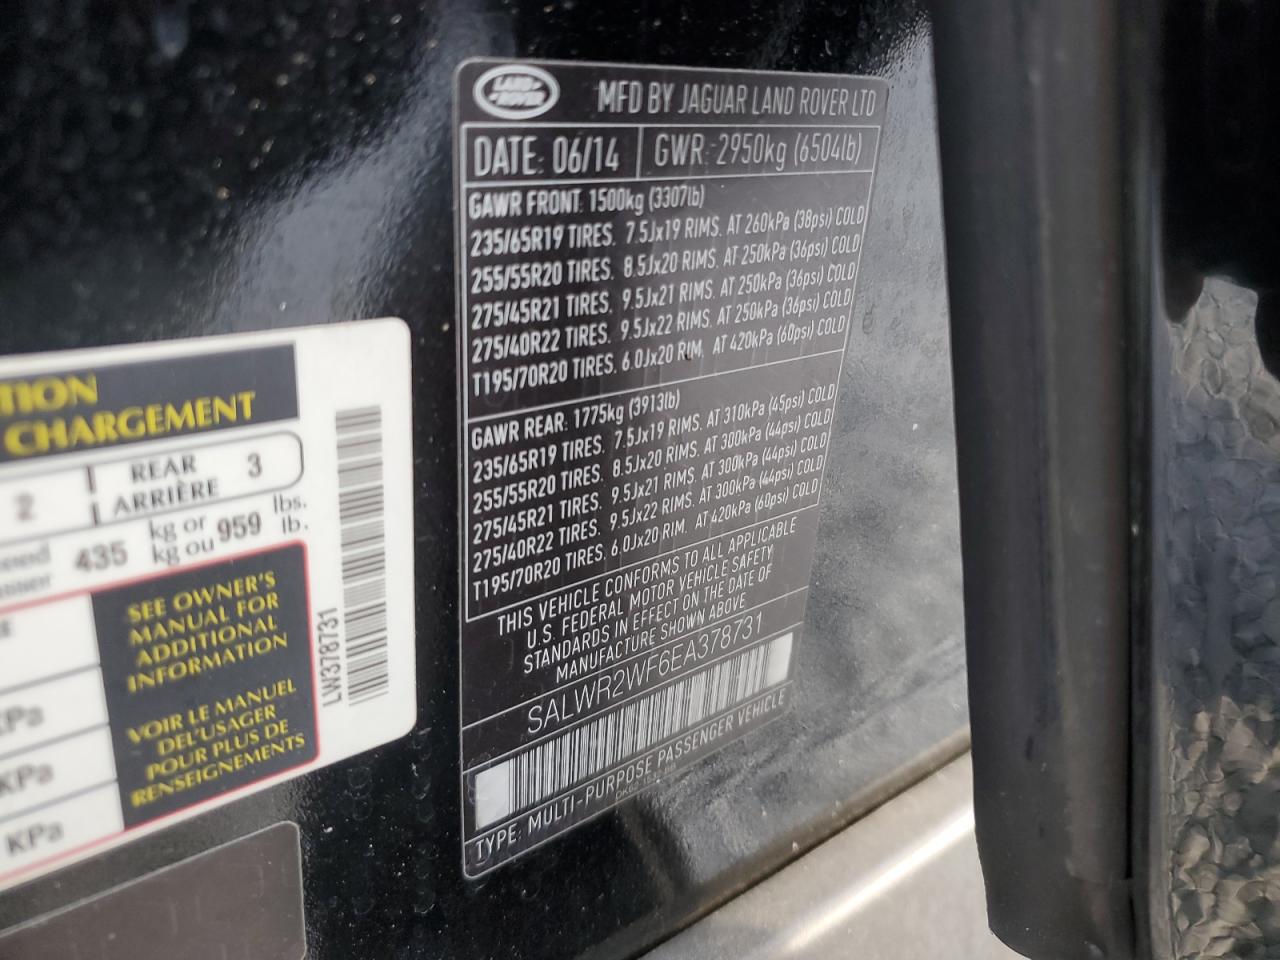 LAND ROVER
MFD BY JAGUAR LAND ROVER LTD
DATE: 06/14 GWR: 2950kg (6504lb)
GAWR FRONT: 1500kg (3307lb)
235/65R19 TIRES, 7.5Jx19 RIMS, AT 260kPa (38psi) COLD
255/55R20 TIRES, 8.5Jx20 RIMS, AT 250kPa (36psi) COLD
275/45R21 TIRES, 9.5Jx21 RIMS, AT 250kPa (36psi) COLD
275/40R22 TIRES, 9.5Jx22 RIMS, AT 250kPa (36psi) COLD
T195/70R20 TIRES, 6.0Jx20 RIM, AT 420kPa (60psi) COLD
GAWR REAR: 1775kg (3913lb)
235/65R19 TIRES, 7.5Jx19 RIMS, AT 310kPa (45psi) COLD
255/55R20 TIRES, 8.5Jx20 RIMS, AT 300kPa (44psi) COLD
275/45R21 TIRES, 9.5Jx21 RIMS, AT 300kPa (44psi) COLD
275/40R22 TIRES, 9.5Jx22 RIMS, AT 300kPa (44psi) COLD
T195/70R20 TIRES, 6.0Jx20 RIM, AT 420kPa (60psi) COLD
THIS VEHICLE CONFORMS TO ALL APPLICABLE
U.S. FEDERAL MOTOR VEHICLE SAFETY
STANDARDS IN EFFECT ON THE DATE OF
MANUFACTURE SHOWN ABOVE
SALWR2WF6EA378731
TYPE: MULTI-PURPOSE PASSENGER VEHICLE
TION
CHARGEMENT
2 REAR 3
ARRIÈRE
435 kg or 959 lbs.
kg ou lb.
SEE OWNER'S
MANUAL FOR
ADDITIONAL
INFORMATION
VOIR LE MANUEL
DEL'USAGER
POUR PLUS DE
RENSEIGNEMENTS
KPa
KPa
KPa
LW378731